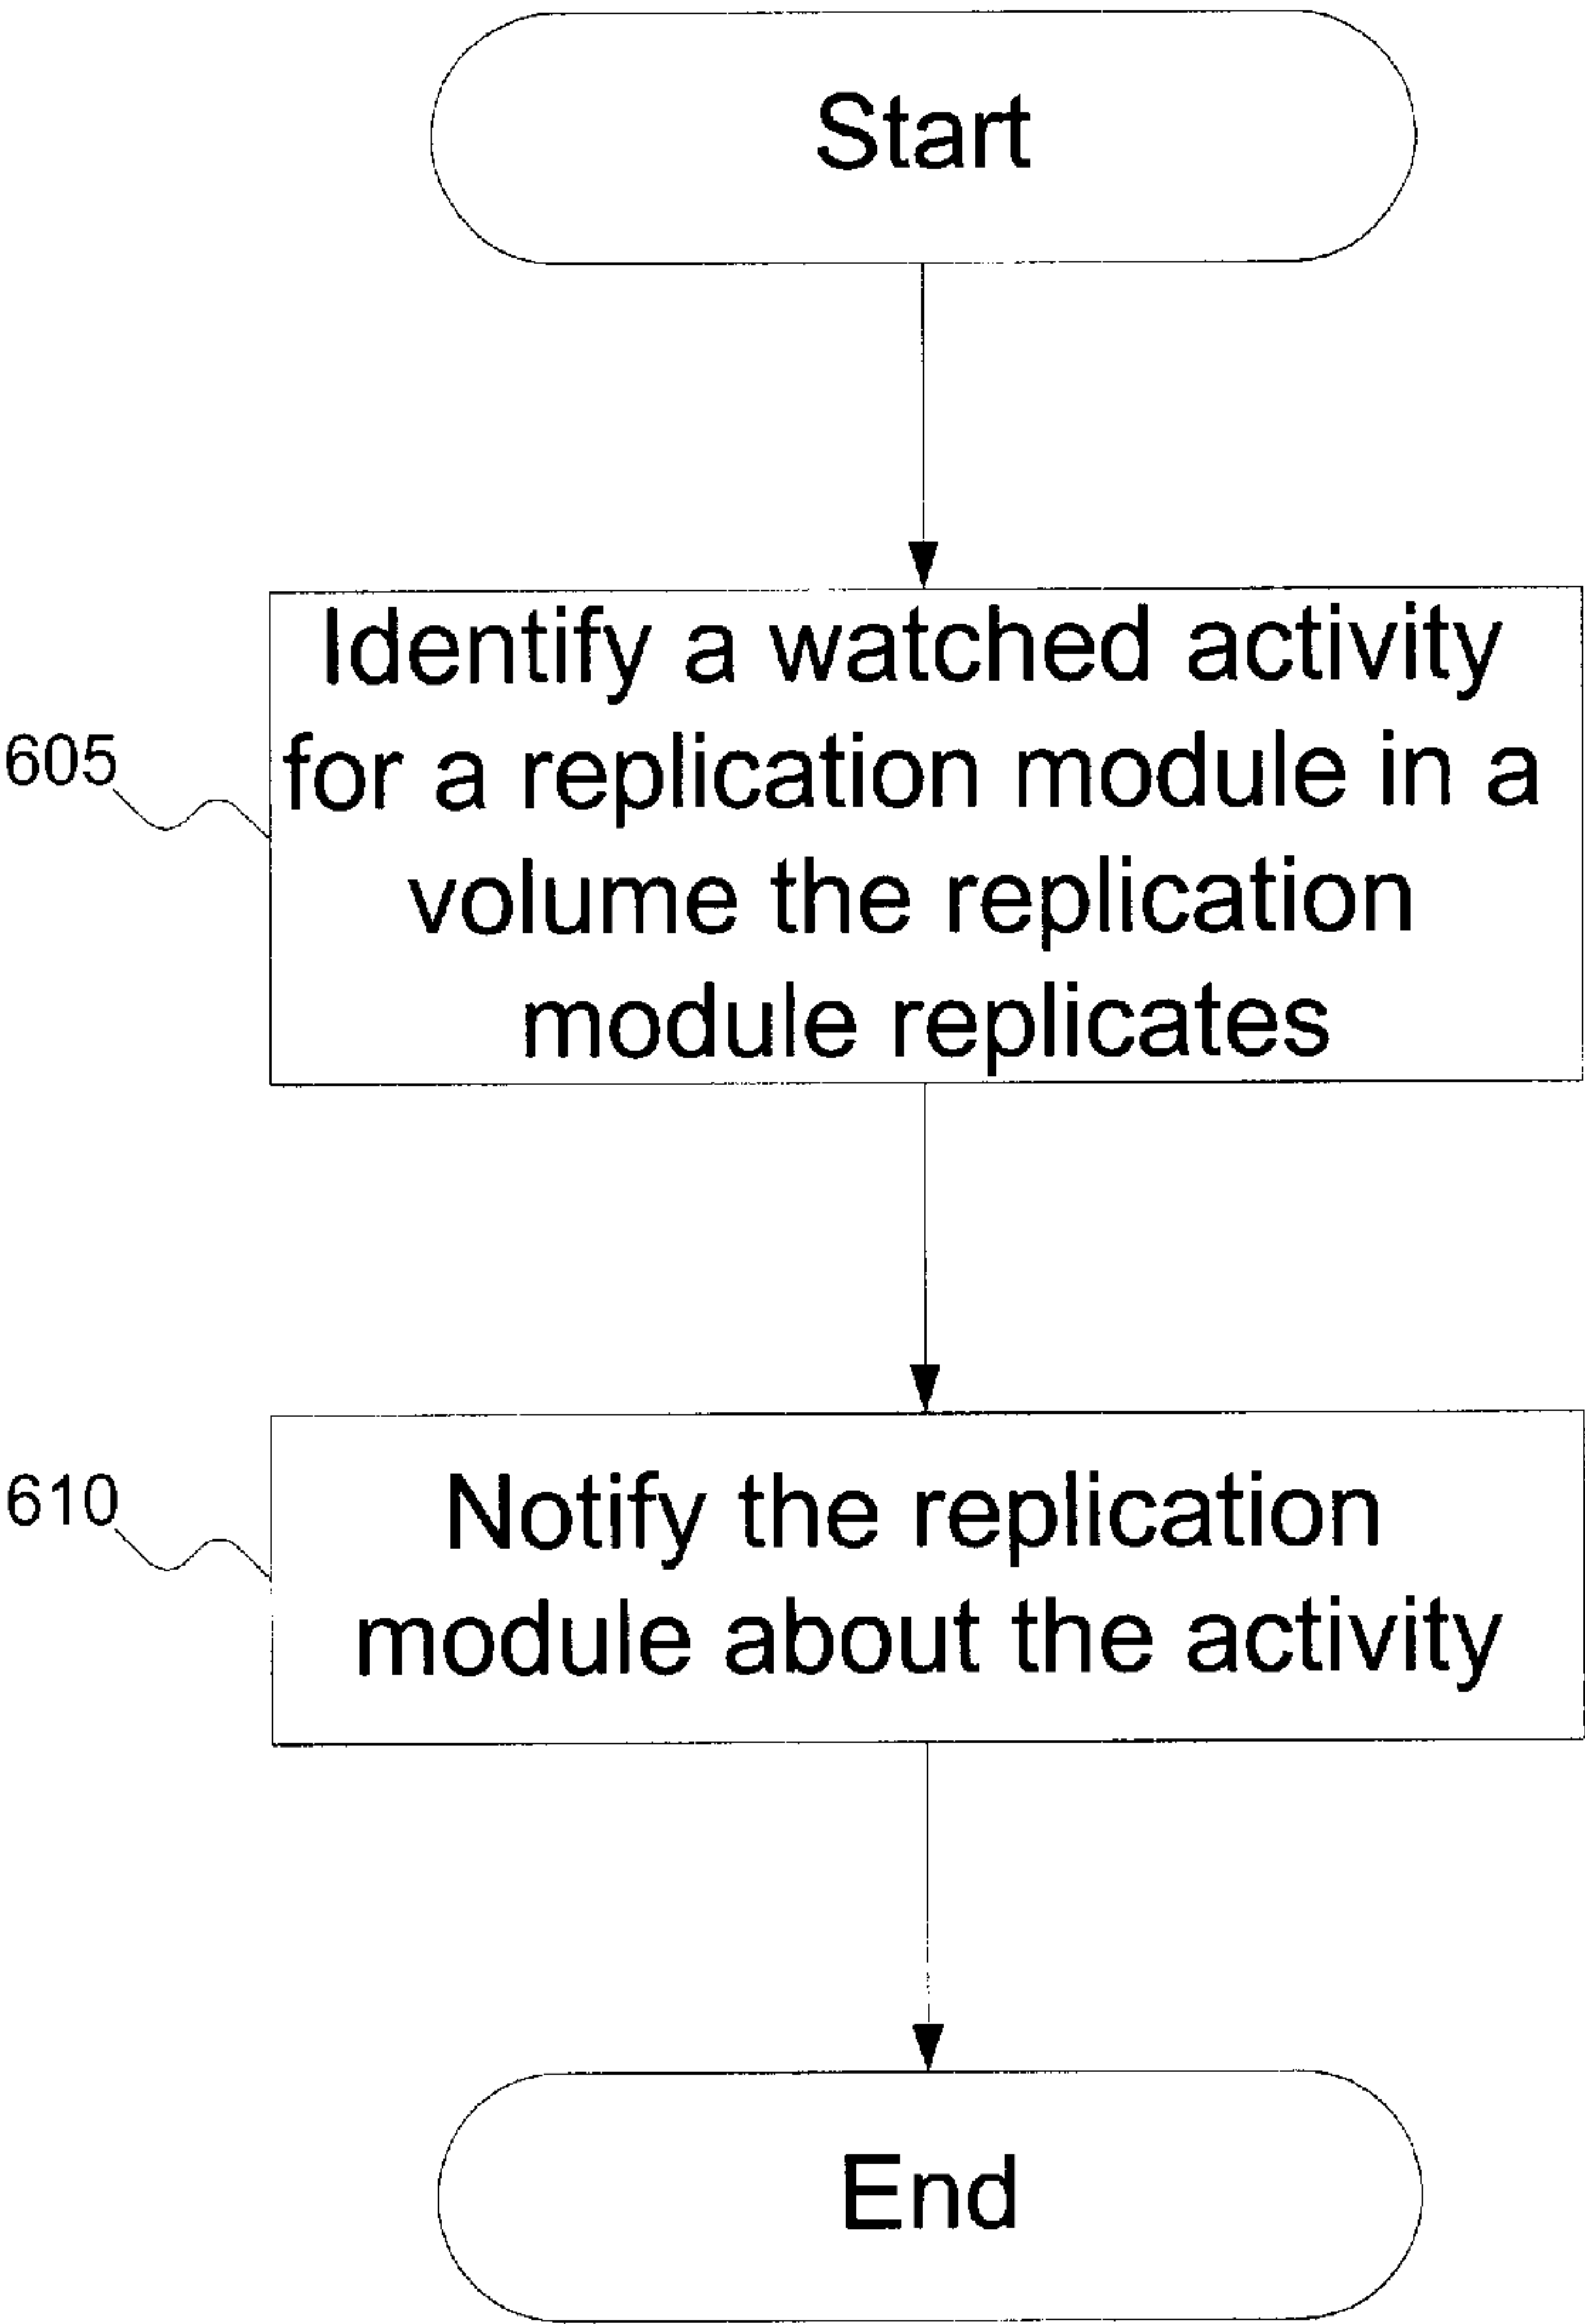 Start
Identify a watched activity
for a replication module in a
volume the replication
module replicates
605
Notify the replication
module about the activity
610
End